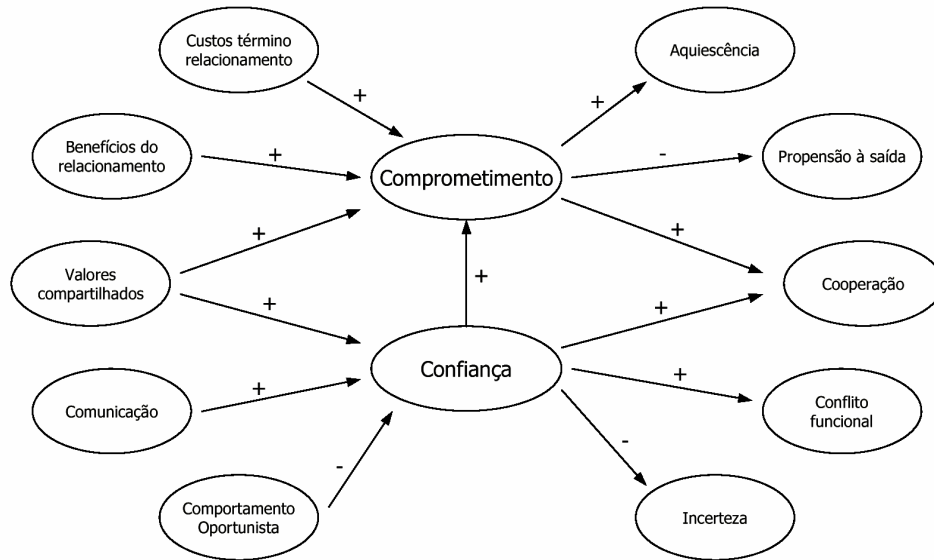 Custos término
relacionamento
Aquiescência
+
+
Benefícios do
relacionamento
+
Comprometimento
-
Propensão à saída
Valores
compartilhados
+
+
+
+
+
Cooperação
Confiança
Comunicação
+
+
Conflito
funcional
-
-
Comportamento
Oportunista
Incerteza